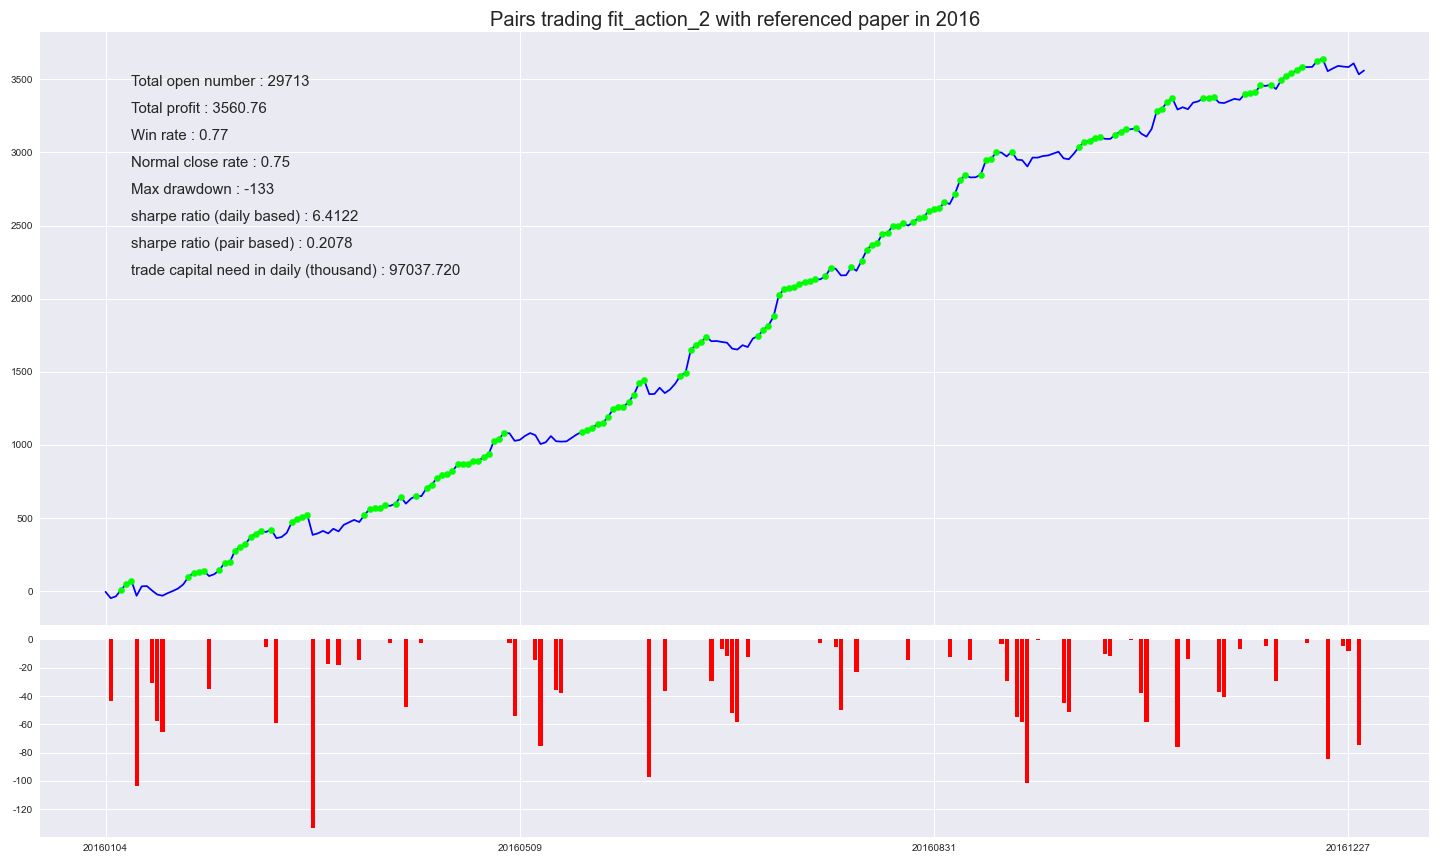 Pairs trading fit_action_2 with referenced paper in 2016
Total open number : 29713
Total profit : 3560.76
Win rate : 0.77
Normal close rate : 0.75
Max drawdown : -133
sharpe ratio (daily based) : 6.4122
sharpe ratio (pair based) : 0.2078
trade capital need in daily (thousand) : 97037.720
3500
3000
2500
2000
1500
1000
500
0
0
-20
-40
-60
-80
-100
-120
20160104 20160509 20160831 20161227